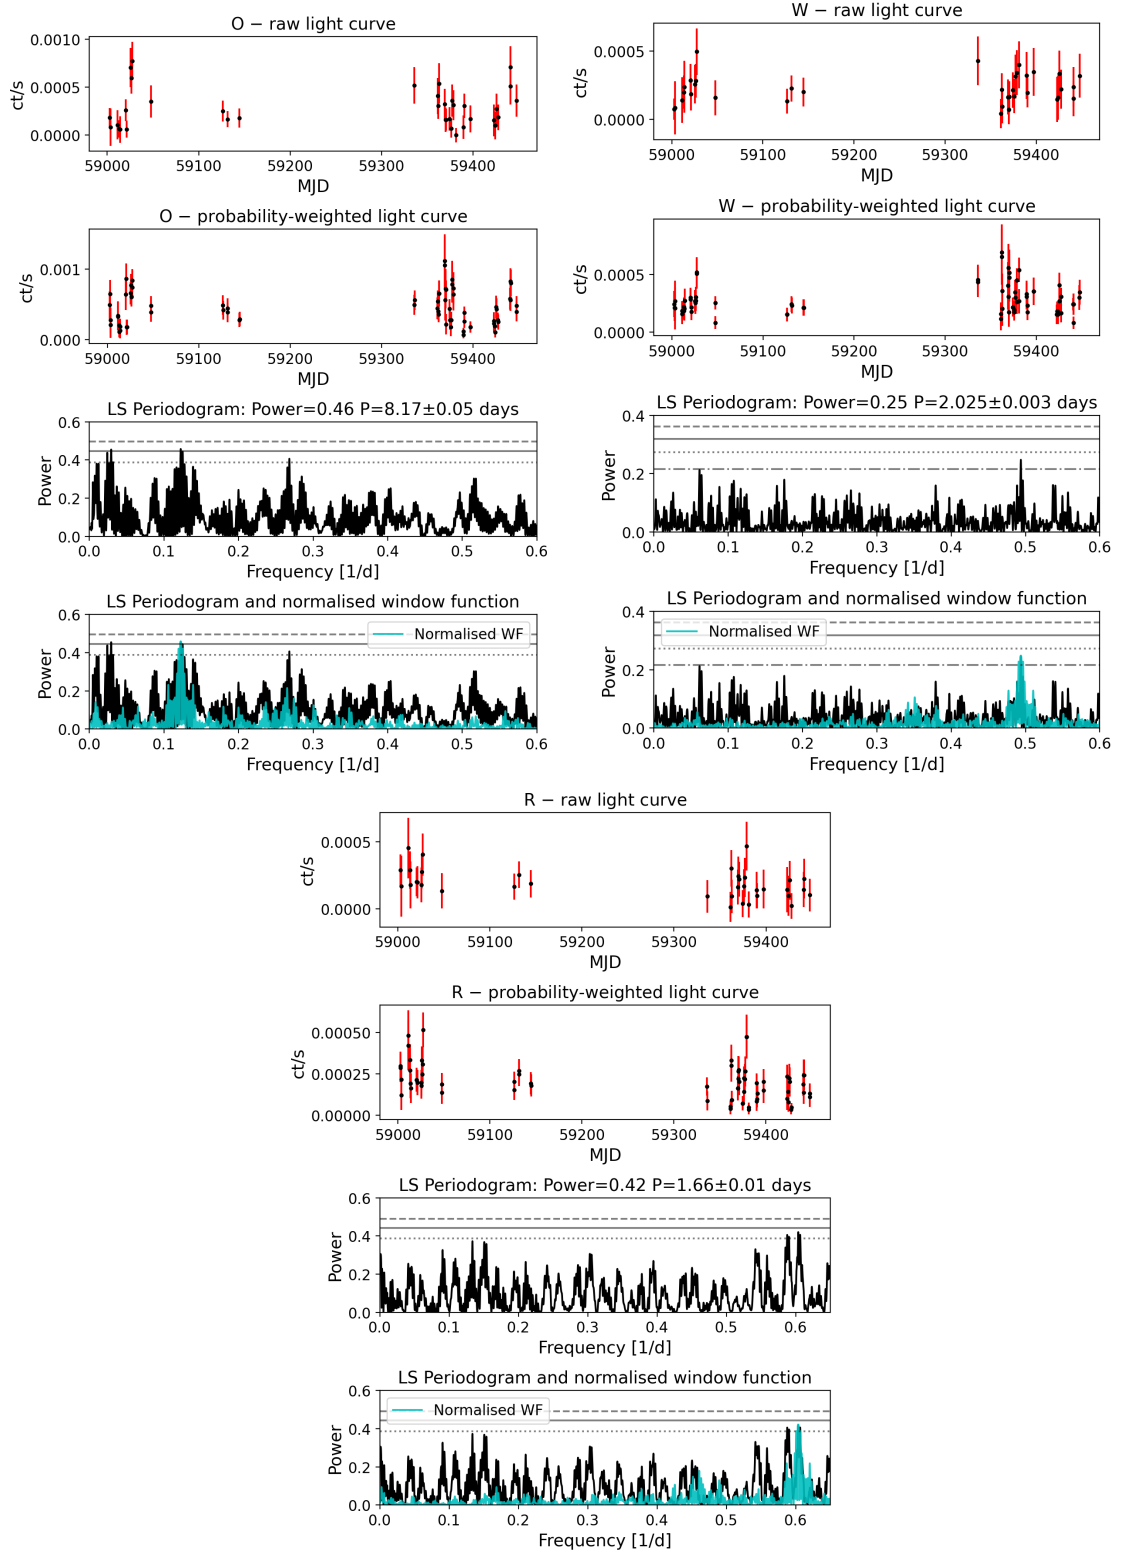 O − raw light curve
0.0010
0.0005
0.0000
ct/s
59000 59100 59200 59300 59400
MJD
O − probability-weighted light curve
0.001
0.000
ct/s
59000 59100 59200 59300 59400
MJD
LS Periodogram: Power=0.46 P=8.17±0.05 days
0.6
0.4
0.2
0.0
Power
0.0 0.1 0.2 0.3 0.4 0.5 0.6
Frequency [1/d]
LS Periodogram and normalised window function
Normalised WF
0.6
0.4
0.2
0.0
Power
0.0 0.1 0.2 0.3 0.4 0.5 0.6
Frequency [1/d]
W − raw light curve
0.0005
0.0000
ct/s
59000 59100 59200 59300 59400
MJD
W − probability-weighted light curve
0.0005
0.0000
ct/s
59000 59100 59200 59300 59400
MJD
LS Periodogram: Power=0.25 P=2.025±0.003 days
0.4
0.2
0.0
Power
0.0 0.1 0.2 0.3 0.4 0.5 0.6
Frequency [1/d]
LS Periodogram and normalised window function
Normalised WF
0.4
0.2
0.0
Power
0.0 0.1 0.2 0.3 0.4 0.5 0.6
Frequency [1/d]
R − raw light curve
0.0005
0.0000
ct/s
59000 59100 59200 59300 59400
MJD
R − probability-weighted light curve
0.00050
0.00025
0.00000
ct/s
59000 59100 59200 59300 59400
MJD
LS Periodogram: Power=0.42 P=1.66±0.01 days
0.6
0.4
0.2
0.0
Power
0.0 0.1 0.2 0.3 0.4 0.5 0.6
Frequency [1/d]
LS Periodogram and normalised window function
Normalised WF
0.6
0.4
0.2
0.0
Power
0.0 0.1 0.2 0.3 0.4 0.5 0.6
Frequency [1/d]